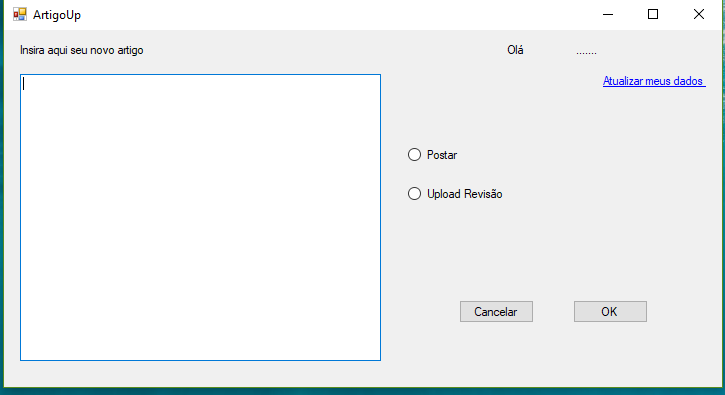 ArtigoUp
Insira aqui seu novo artigo
Olá .......
Atualizar meus dados
Postar
Upload Revisão
Cancelar
OK